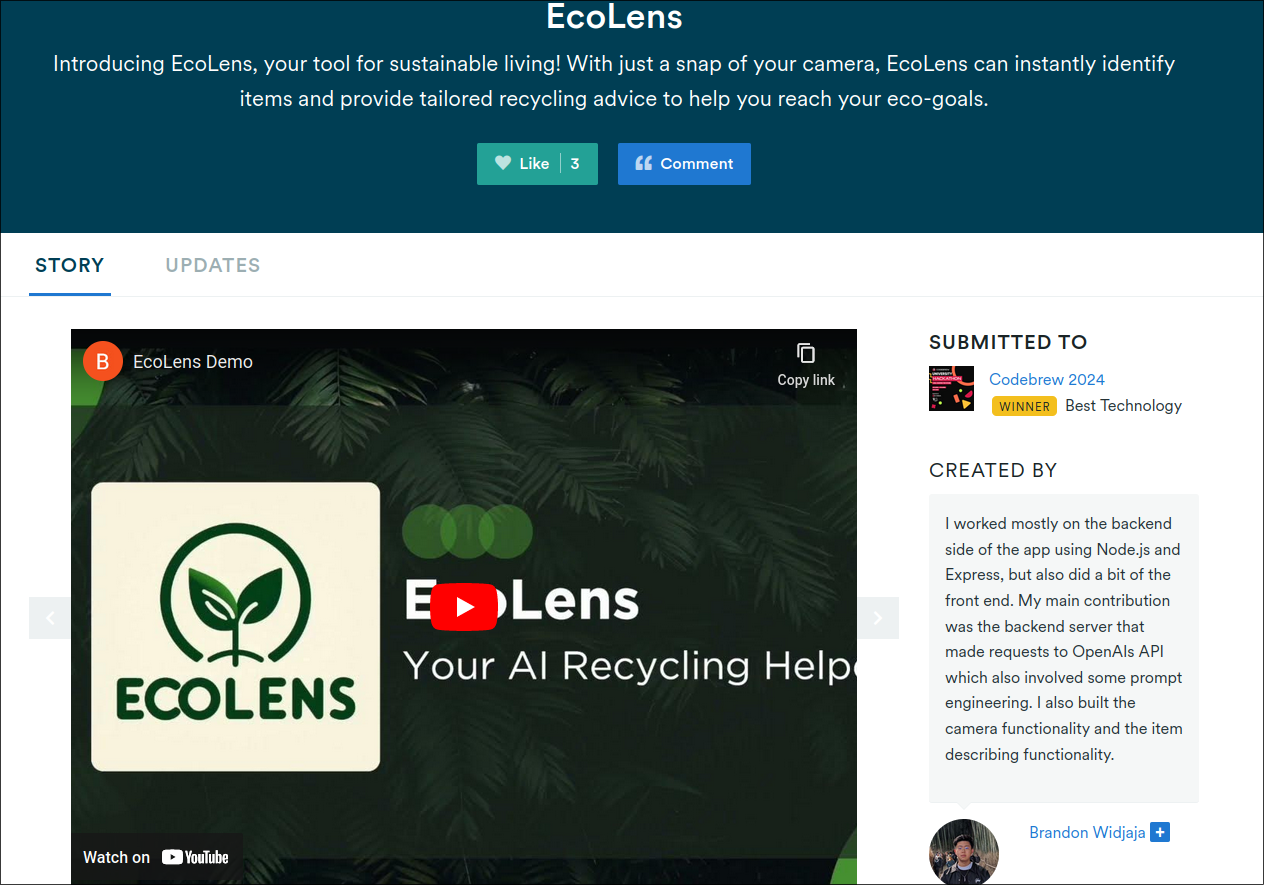 EcoLens
Introducing EcoLens, your tool for sustainable living! With just a snap of your camera, EcoLens can instantly identify
items and provide tailored recycling advice to help you reach your eco-goals.
Like 3
Comment
STORY
UPDATES
B EcoLens Demo
Copy link
ECOLENS
E Lens
Your AI Recycling Helpe
Watch on YouTube
SUBMITTED TO
Codebrew 2024
WINNER Best Technology
CREATED BY
I worked mostly on the backend
side of the app using Node.js and
Express, but also did a bit of the
front end. My main contribution
was the backend server that
made requests to OpenAIs API
which also involved some prompt
engineering. I also built the
camera functionality and the item
describing functionality.
Brandon Widjaja